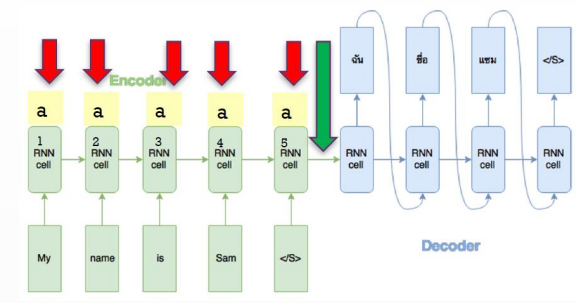 Encoder
a a a a a
1 2 3 4 5
RNN cell RNN cell RNN cell RNN cell RNN cell RNN cell RNN cell RNN cell RNN cell
My name is Sam </S>
ฉัน ชื่อ แซม </S>
Decoder